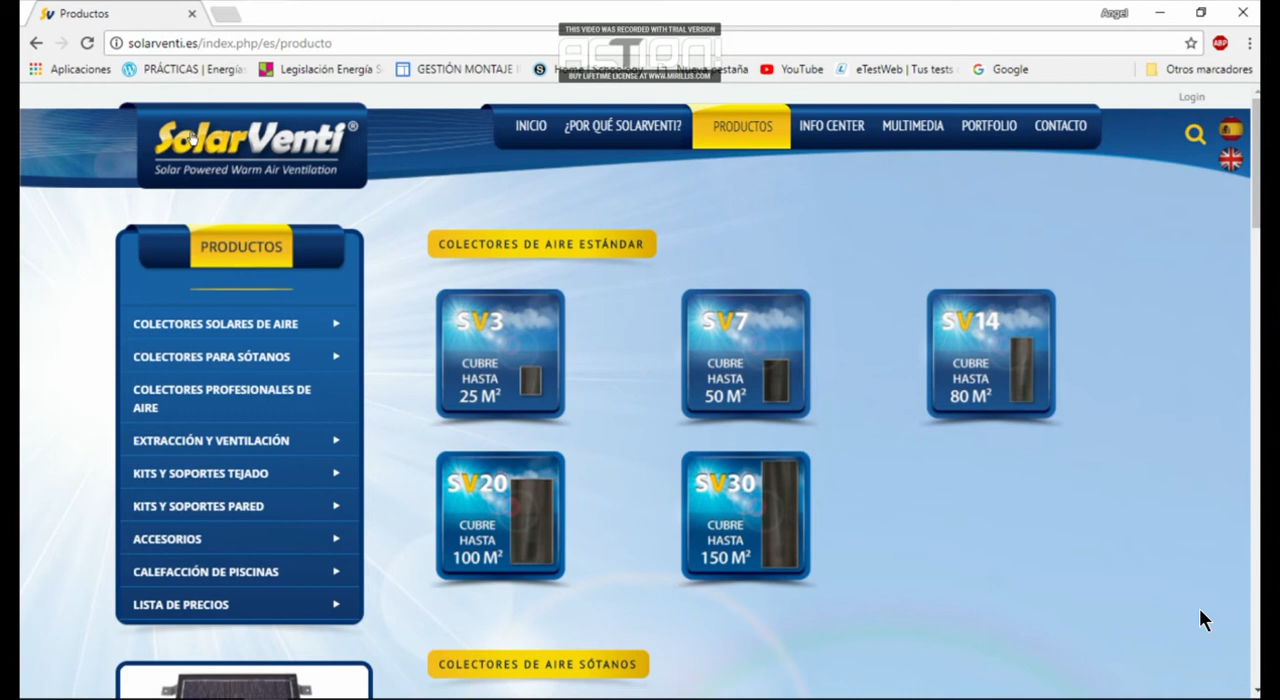 Productos
Angel
solarventi.es/index.php/es/producto
THIS VIDEO WAS RECORDED WITH TRIAL VERSION
ACTION!
BUY LIFETIME LICENSE AT WWW.MIRILLIS.COM
ABP
Aplicaciones
PRÁCTICAS | Energía
Legislación Energía S
GESTIÓN MONTAJE
Nueva pestaña
YouTube
eTestWeb | Tus tests
Google
Otros marcadores
Login
SolarVenti®
Solar Powered Warm Air Ventilation
INICIO
¿POR QUÉ SOLARVENTI?
PRODUCTOS
INFO CENTER
MULTIMEDIA
PORTFOLIO
CONTACTO
PRODUCTOS
COLECTORES SOLARES DE AIRE
COLECTORES PARA SÓTANOS
COLECTORES PROFESIONALES DE
AIRE
EXTRACCIÓN Y VENTILACIÓN
KITS Y SOPORTES TEJADO
KITS Y SOPORTES PARED
ACCESORIOS
CALEFACCIÓN DE PISCINAS
LISTA DE PRECIOS
COLECTORES DE AIRE ESTÁNDAR
SV3
CUBRE
HASTA
25 M²
SV7
CUBRE
HASTA
50 M²
SV14
CUBRE
HASTA
80 M²
SV20
CUBRE
HASTA
100 M²
SV30
CUBRE
HASTA
150 M²
COLECTORES DE AIRE SÓTANOS